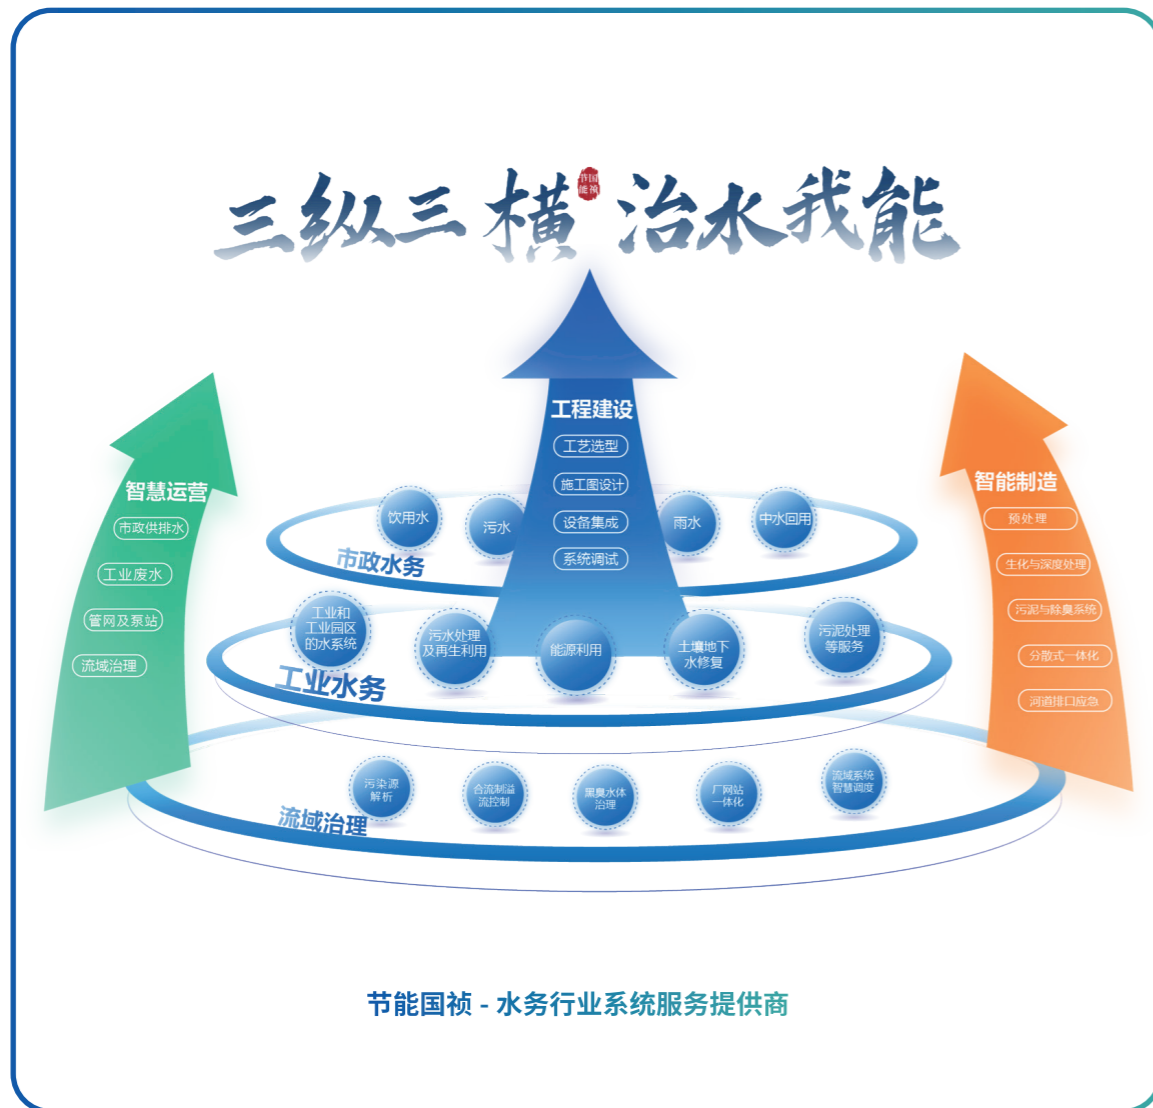 三纵三横 治水我能
节能国祯
工程建设
工艺选型
施工图设计
设备集成
系统调试
智慧运营
市政供排水
工业废水
管网及泵站
流域治理
智能制造
预处理
生化与深度处理
污泥与除臭系统
分散式一体化
河道排口应急
饮用水
污水
雨水
中水回用
市政水务
工业和
工业园区
的水系统
污水处理
及再生利用
能源利用
土壤地下
水修复
污泥处理
等服务
工业水务
污染源
解析
合流制溢
流控制
黑臭水体
治理
厂网站
一体化
流域系统
智慧调度
流域治理
节能国祯 - 水务行业系统服务提供商